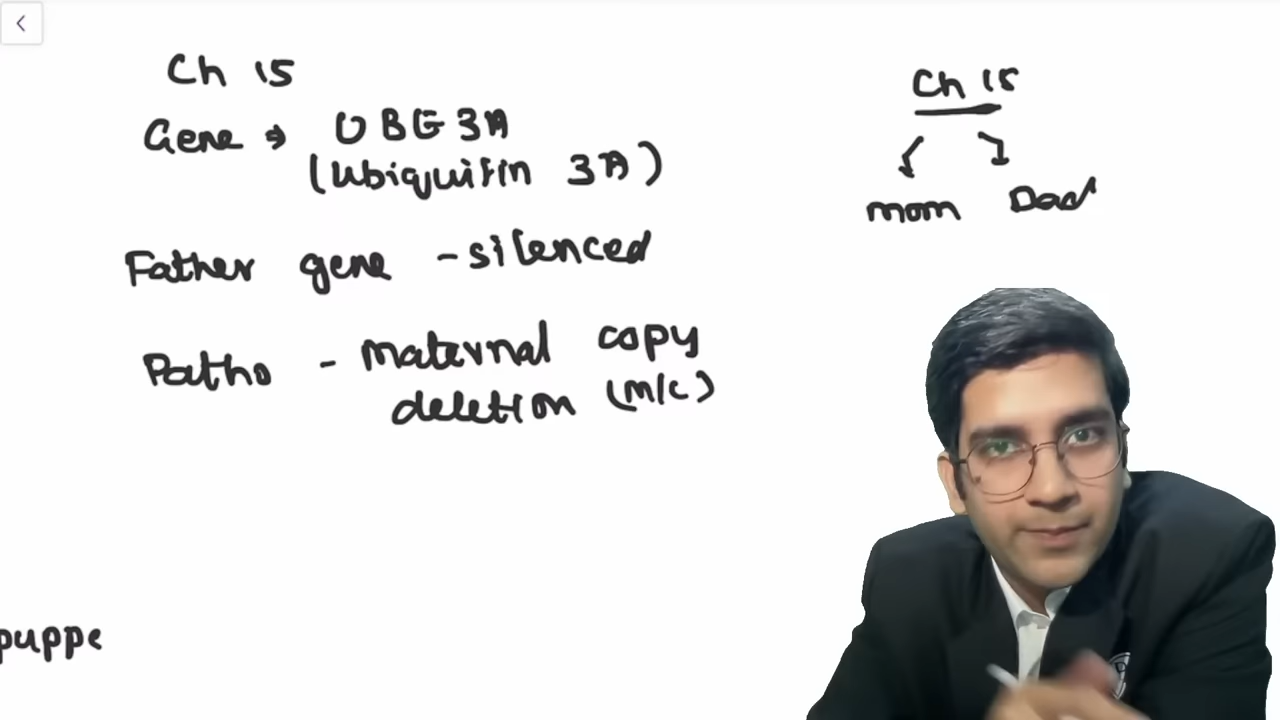 Ch 15
Gene ⇒ UBE3A
(Ubiquitin 3A)
Father gene - silenced
Patho - Maternal copy
deletion (M/C)
puppe
Ch 15
mom Dad